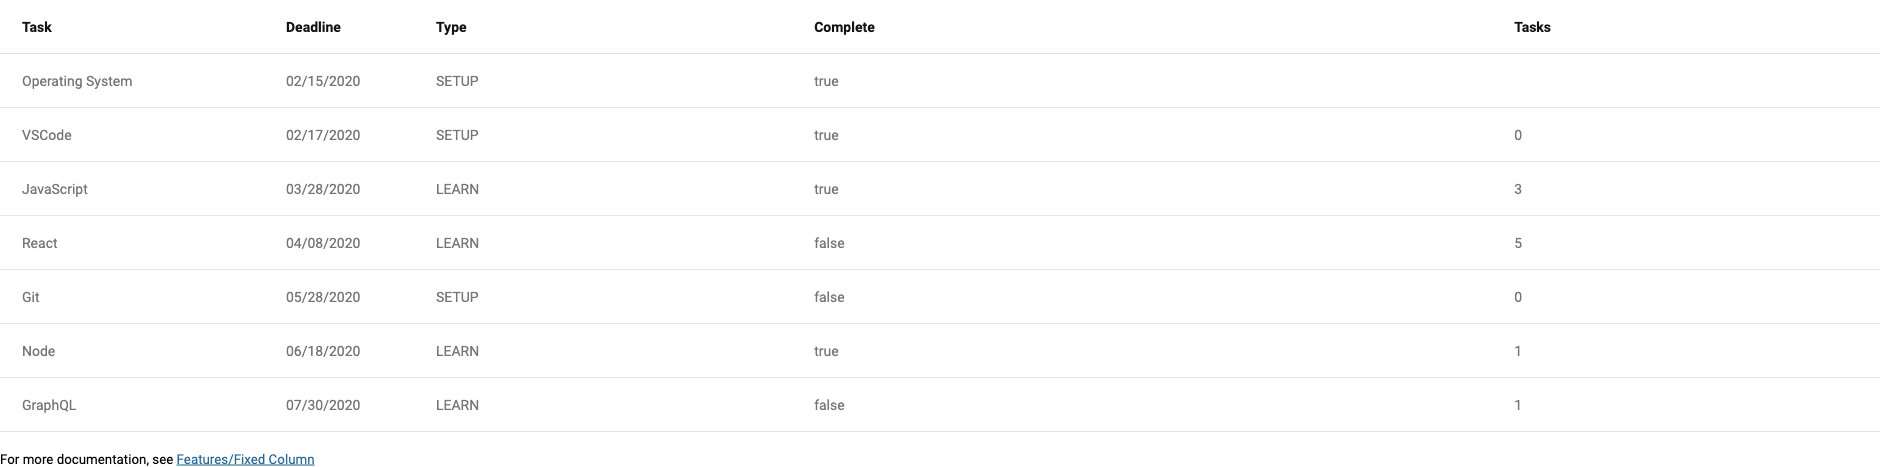 Task Deadline Type Complete Tasks
Operating System 02/15/2020 SETUP true
VSCode 02/17/2020 SETUP true 0
JavaScript 03/28/2020 LEARN true 3
React 04/08/2020 LEARN false 5
Git 05/28/2020 SETUP false 0
Node 06/18/2020 LEARN true 1
GraphQL 07/30/2020 LEARN false 1
For more documentation, see Features/Fixed Column